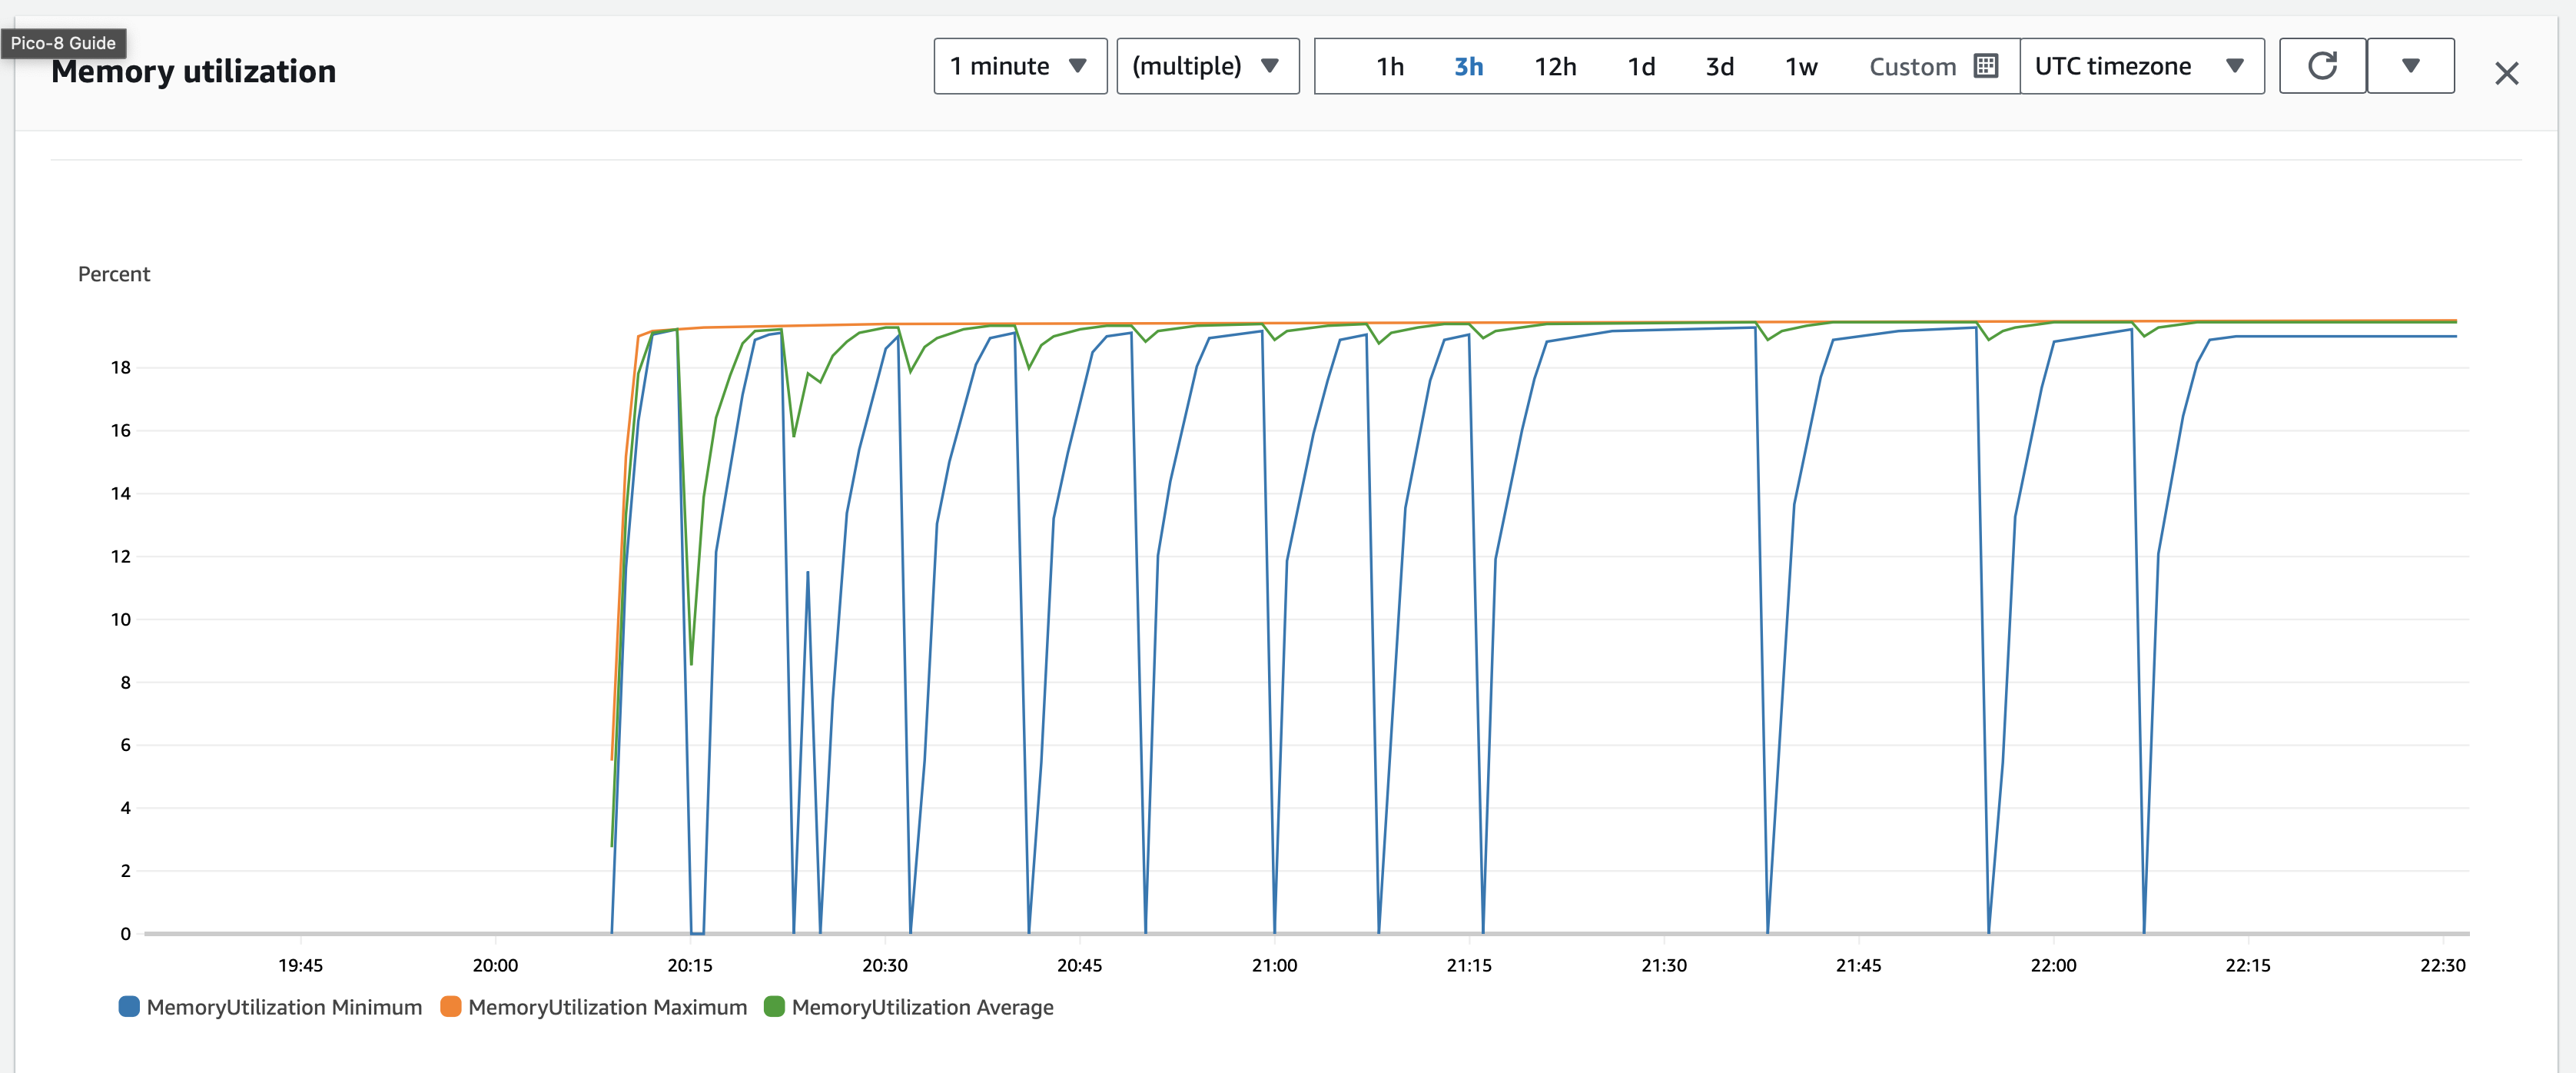 Pico-8 Guide
Memory utilization
1 minute (multiple) 1h 3h 12h 1d 3d 1w Custom UTC timezone
Percent
18
16
14
12
10
8
6
4
2
0
19:45 20:00 20:15 20:30 20:45 21:00 21:15 21:30 21:45 22:00 22:15 22:30
MemoryUtilization Minimum MemoryUtilization Maximum MemoryUtilization Average